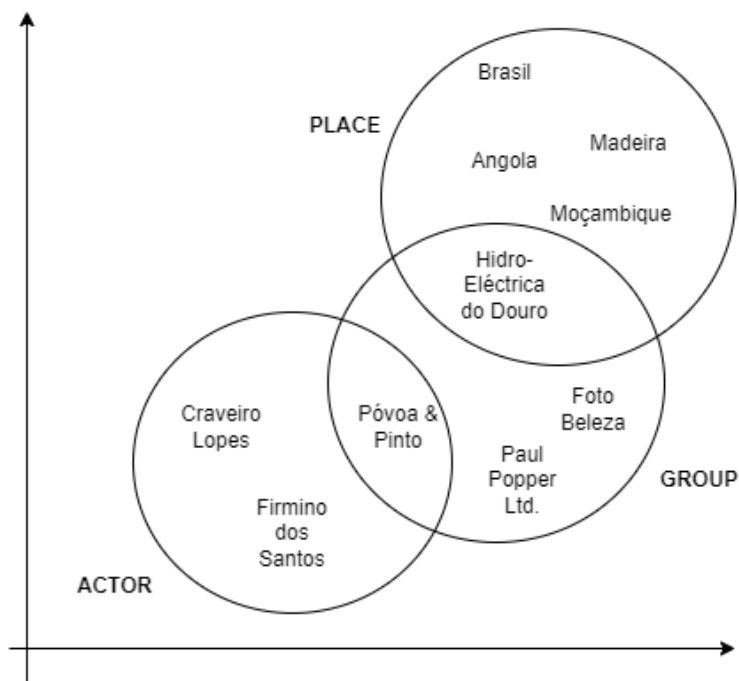 Brasil
PLACE
Madeira
Angola
Moçambique
Hidro-
Eléctrica
do Douro
Foto
Beleza
Craveiro
Lopes
Póvoa &
Pinto
Paul
Popper
Ltd.
GROUP
Firmino
dos
Santos
ACTOR